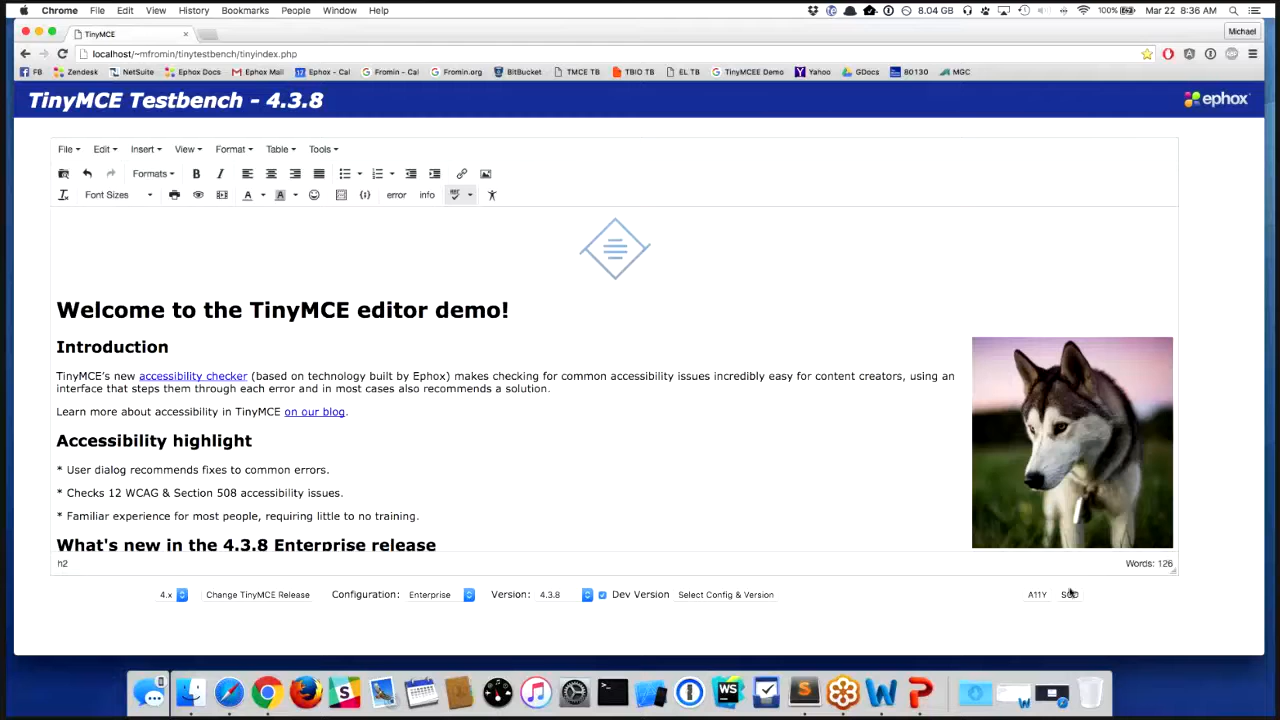 Chrome File Edit View History Bookmarks People Window Help 8.04 GB 100% Mar 22 8:36 AM
TinyMCE Michael
localhost/~mfromin/tinytestbench/tinyindex.php
FB Zendesk NetSuite Ephox Docs Ephox Mail Ephox - Cal Fromin - Cal Fromin.org BitBucket TMCE TB TBIO TB EL TB TinyMCEE Demo Yahoo GDocs 80130 MGC
TinyMCE Testbench - 4.3.8 ephox
File Edit Insert View Format Table Tools
Formats B I
Font Sizes A A error info
Welcome to the TinyMCE editor demo!
Introduction
TinyMCE's new accessibility checker (based on technology built by Ephox) makes checking for common accessibility issues incredibly easy for content creators, using an
interface that steps them through each error and in most cases also recommends a solution.
Learn more about accessibility in TinyMCE on our blog.
Accessibility highlight
* User dialog recommends fixes to common errors.
* Checks 12 WCAG & Section 508 accessibility issues.
* Familiar experience for most people, requiring little to no training.
What's new in the 4.3.8 Enterprise release
h2 Words: 126
4.x Change TinyMCE Release Configuration: Enterprise Version: 4.3.8 Dev Version Select Config & Version A11Y